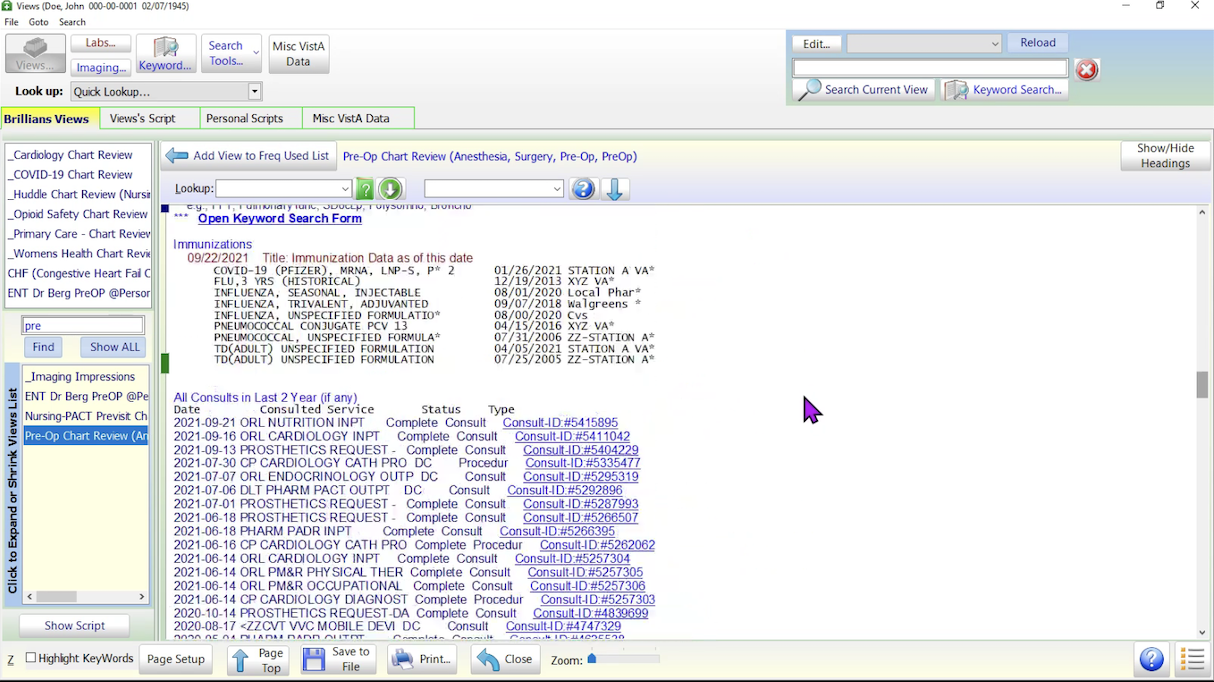 Views (Doe, John 000-00-0001 02/07/1945)
File Goto Search
Views...
Labs...
Imaging...
Keyword...
Search Tools...
Misc VistA Data
Edit...
Reload
Look up: Quick Lookup...
Search Current View
Keyword Search...
Brillians Views
Views's Script
Personal Scripts
Misc VistA Data
_Cardiology Chart Review
_COVID-19 Chart Review
_Huddle Chart Review (Nursin
_Opioid Safety Chart Review
_Primary Care - Chart Review
_Womens Health Chart Revie
CHF (Congestive Heart Fail C
ENT Dr Berg PreOP @Person
pre
Find
Show ALL
Click to Expand or Shrink Views List
_Imaging Impressions
ENT Dr Berg PreOP @Pe
Nursing-PACT Previsit Ch
Pre-Op Chart Review (An
Show Script
Add View to Freq Used List
Pre-Op Chart Review (Anesthesia, Surgery, Pre-Op, PreOp)
Show/Hide Headings
Lookup:
*** Open Keyword Search Form
Immunizations
09/22/2021 Title: Immunization Data as of this date
COVID-19 (PFIZER), MRNA, LNP-S, P* 2 01/26/2021 STATION A VA*
FLU,3 YRS (HISTORICAL) 12/19/2013 XYZ VA*
INFLUENZA, SEASONAL, INJECTABLE 08/01/2020 Local Phar*
INFLUENZA, TRIVALENT, ADJUVANTED 09/07/2018 Walgreens *
INFLUENZA, UNSPECIFIED FORMULATIO* 08/00/2020 Cvs
PNEUMOCOCCAL CONJUGATE PCV 13 04/15/2016 XYZ VA*
PNEUMOCOCCAL, UNSPECIFIED FORMULA* 07/31/2006 ZZ-STATION A*
TD(ADULT) UNSPECIFIED FORMULATION 04/05/2021 STATION A VA*
TD(ADULT) UNSPECIFIED FORMULATION 07/25/2005 ZZ-STATION A*
All Consults in Last 2 Year (if any)
Date Consulted Service Status Type
2021-09-21 ORL NUTRITION INPT Complete Consult Consult-ID:#5415895
2021-09-16 ORL CARDIOLOGY INPT Complete Consult Consult-ID:#5411042
2021-09-13 PROSTHETICS REQUEST - Complete Consult Consult-ID:#5404229
2021-07-30 CP CARDIOLOGY CATH PRO DC Procedur Consult-ID:#5335477
2021-07-07 ORL ENDOCRINOLOGY OUTP DC Consult Consult-ID:#5295319
2021-07-06 DLT PHARM PACT OUTPT DC Consult Consult-ID:#5292896
2021-07-01 PROSTHETICS REQUEST - Complete Consult Consult-ID:#5287993
2021-06-18 PROSTHETICS REQUEST - Complete Consult Consult-ID:#5266507
2021-06-18 PHARM PADR INPT Complete Consult Consult-ID:#5266395
2021-06-16 CP CARDIOLOGY CATH PRO Complete Procedur Consult-ID:#5262062
2021-06-14 ORL CARDIOLOGY INPT Complete Consult Consult-ID:#5257304
2021-06-14 ORL PM&R PHYSICAL THER Complete Consult Consult-ID:#5257305
2021-06-14 ORL PM&R OCCUPATIONAL Complete Consult Consult-ID:#5257306
2021-06-14 CP CARDIOLOGY DIAGNOST Complete Procedur Consult-ID:#5257303
2020-10-14 PROSTHETICS REQUEST-DA Complete Consult Consult-ID:#4839699
2020-08-17 <ZZCVT VVC MOBILE DEVI DC Consult Consult-ID:#4747329
Z
Highlight KeyWords
Page Setup
Page Top
Save to File
Print...
Close
Zoom: